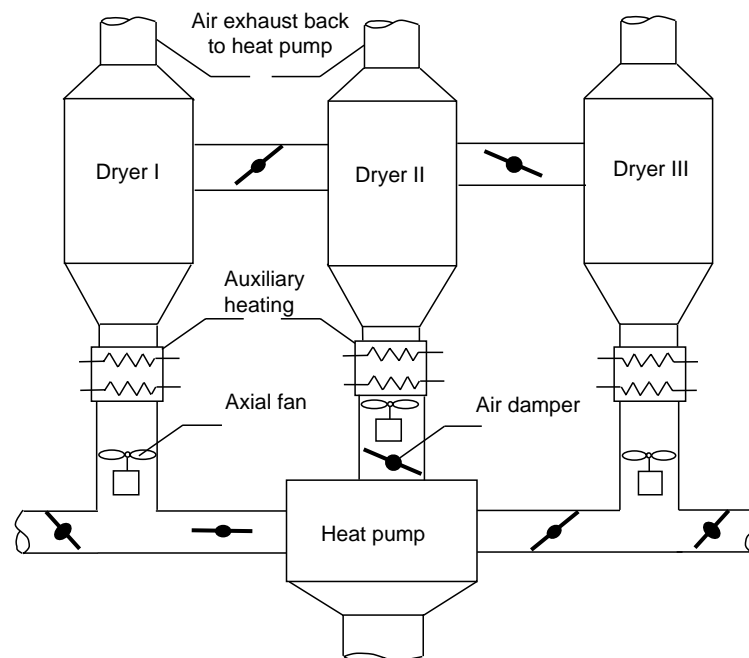 Air exhaust back
to heat pump
Dryer I
Dryer II
Dryer III
Auxiliary
heating
Axial fan
Air damper
Heat pump